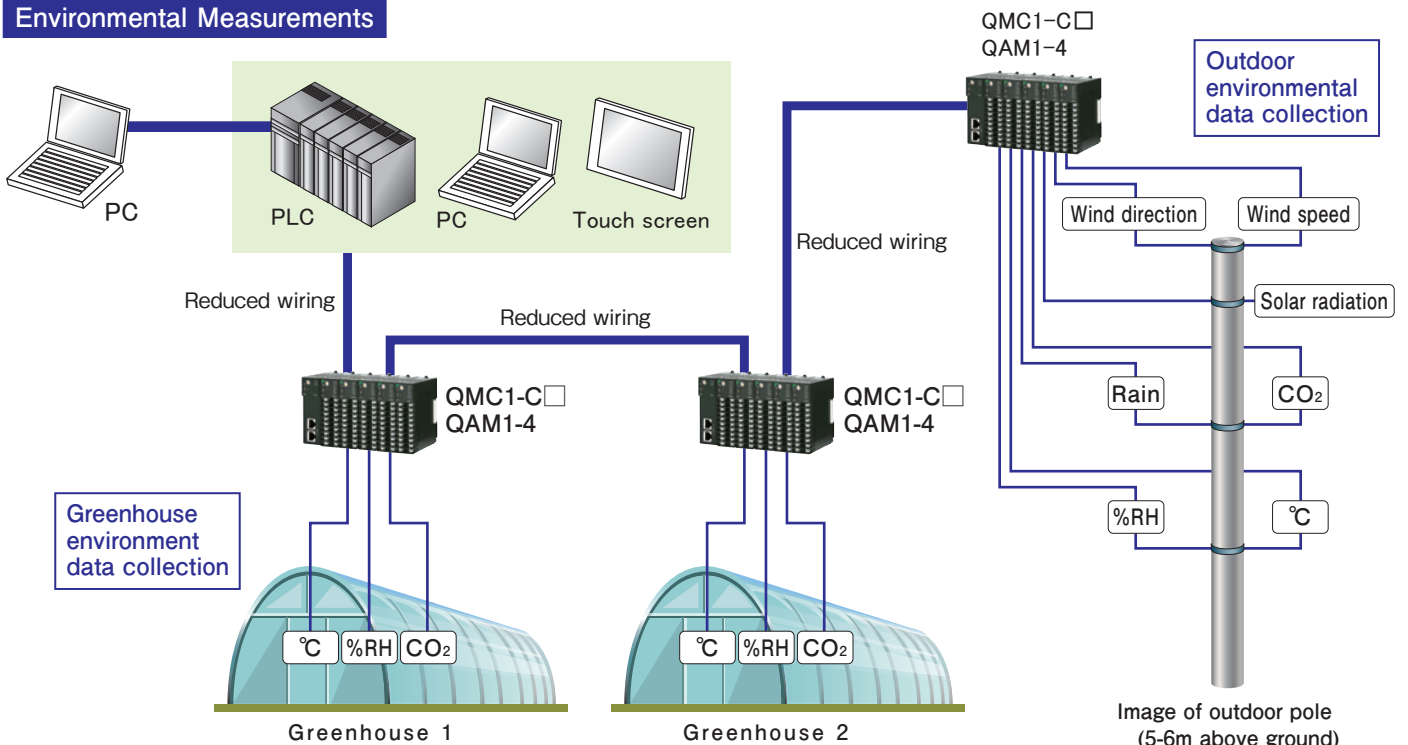 Environmental Measurements
QMC1-C□
QAM1-4
Outdoor
environmental
data collection
PC
PLC
PC
Touch screen
Wind direction
Wind speed
Reduced wiring
Solar radiation
Reduced wiring
Reduced wiring
QMC1-C□
QAM1-4
QMC1-C□
QAM1-4
Rain
CO₂
Greenhouse
environment
data collection
%RH
℃
℃
%RH
CO₂
℃
%RH
CO₂
Greenhouse 1
Greenhouse 2
Image of outdoor pole
(5-6m above ground)